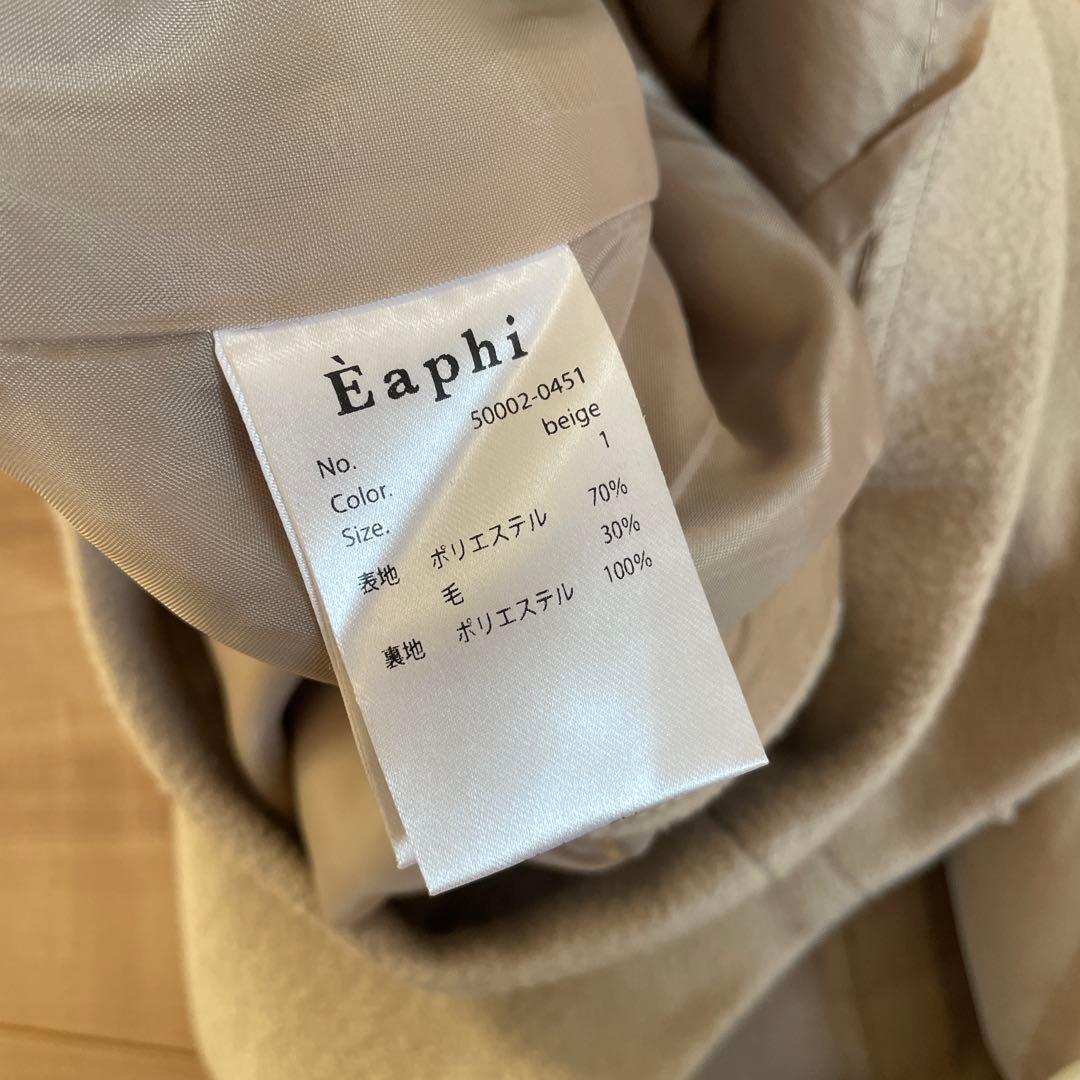 Èaphi
No. 50002-0451
Color. beige
Size. 1
表地 ポリエステル 70%
毛 30%
裏地 ポリエステル 100%